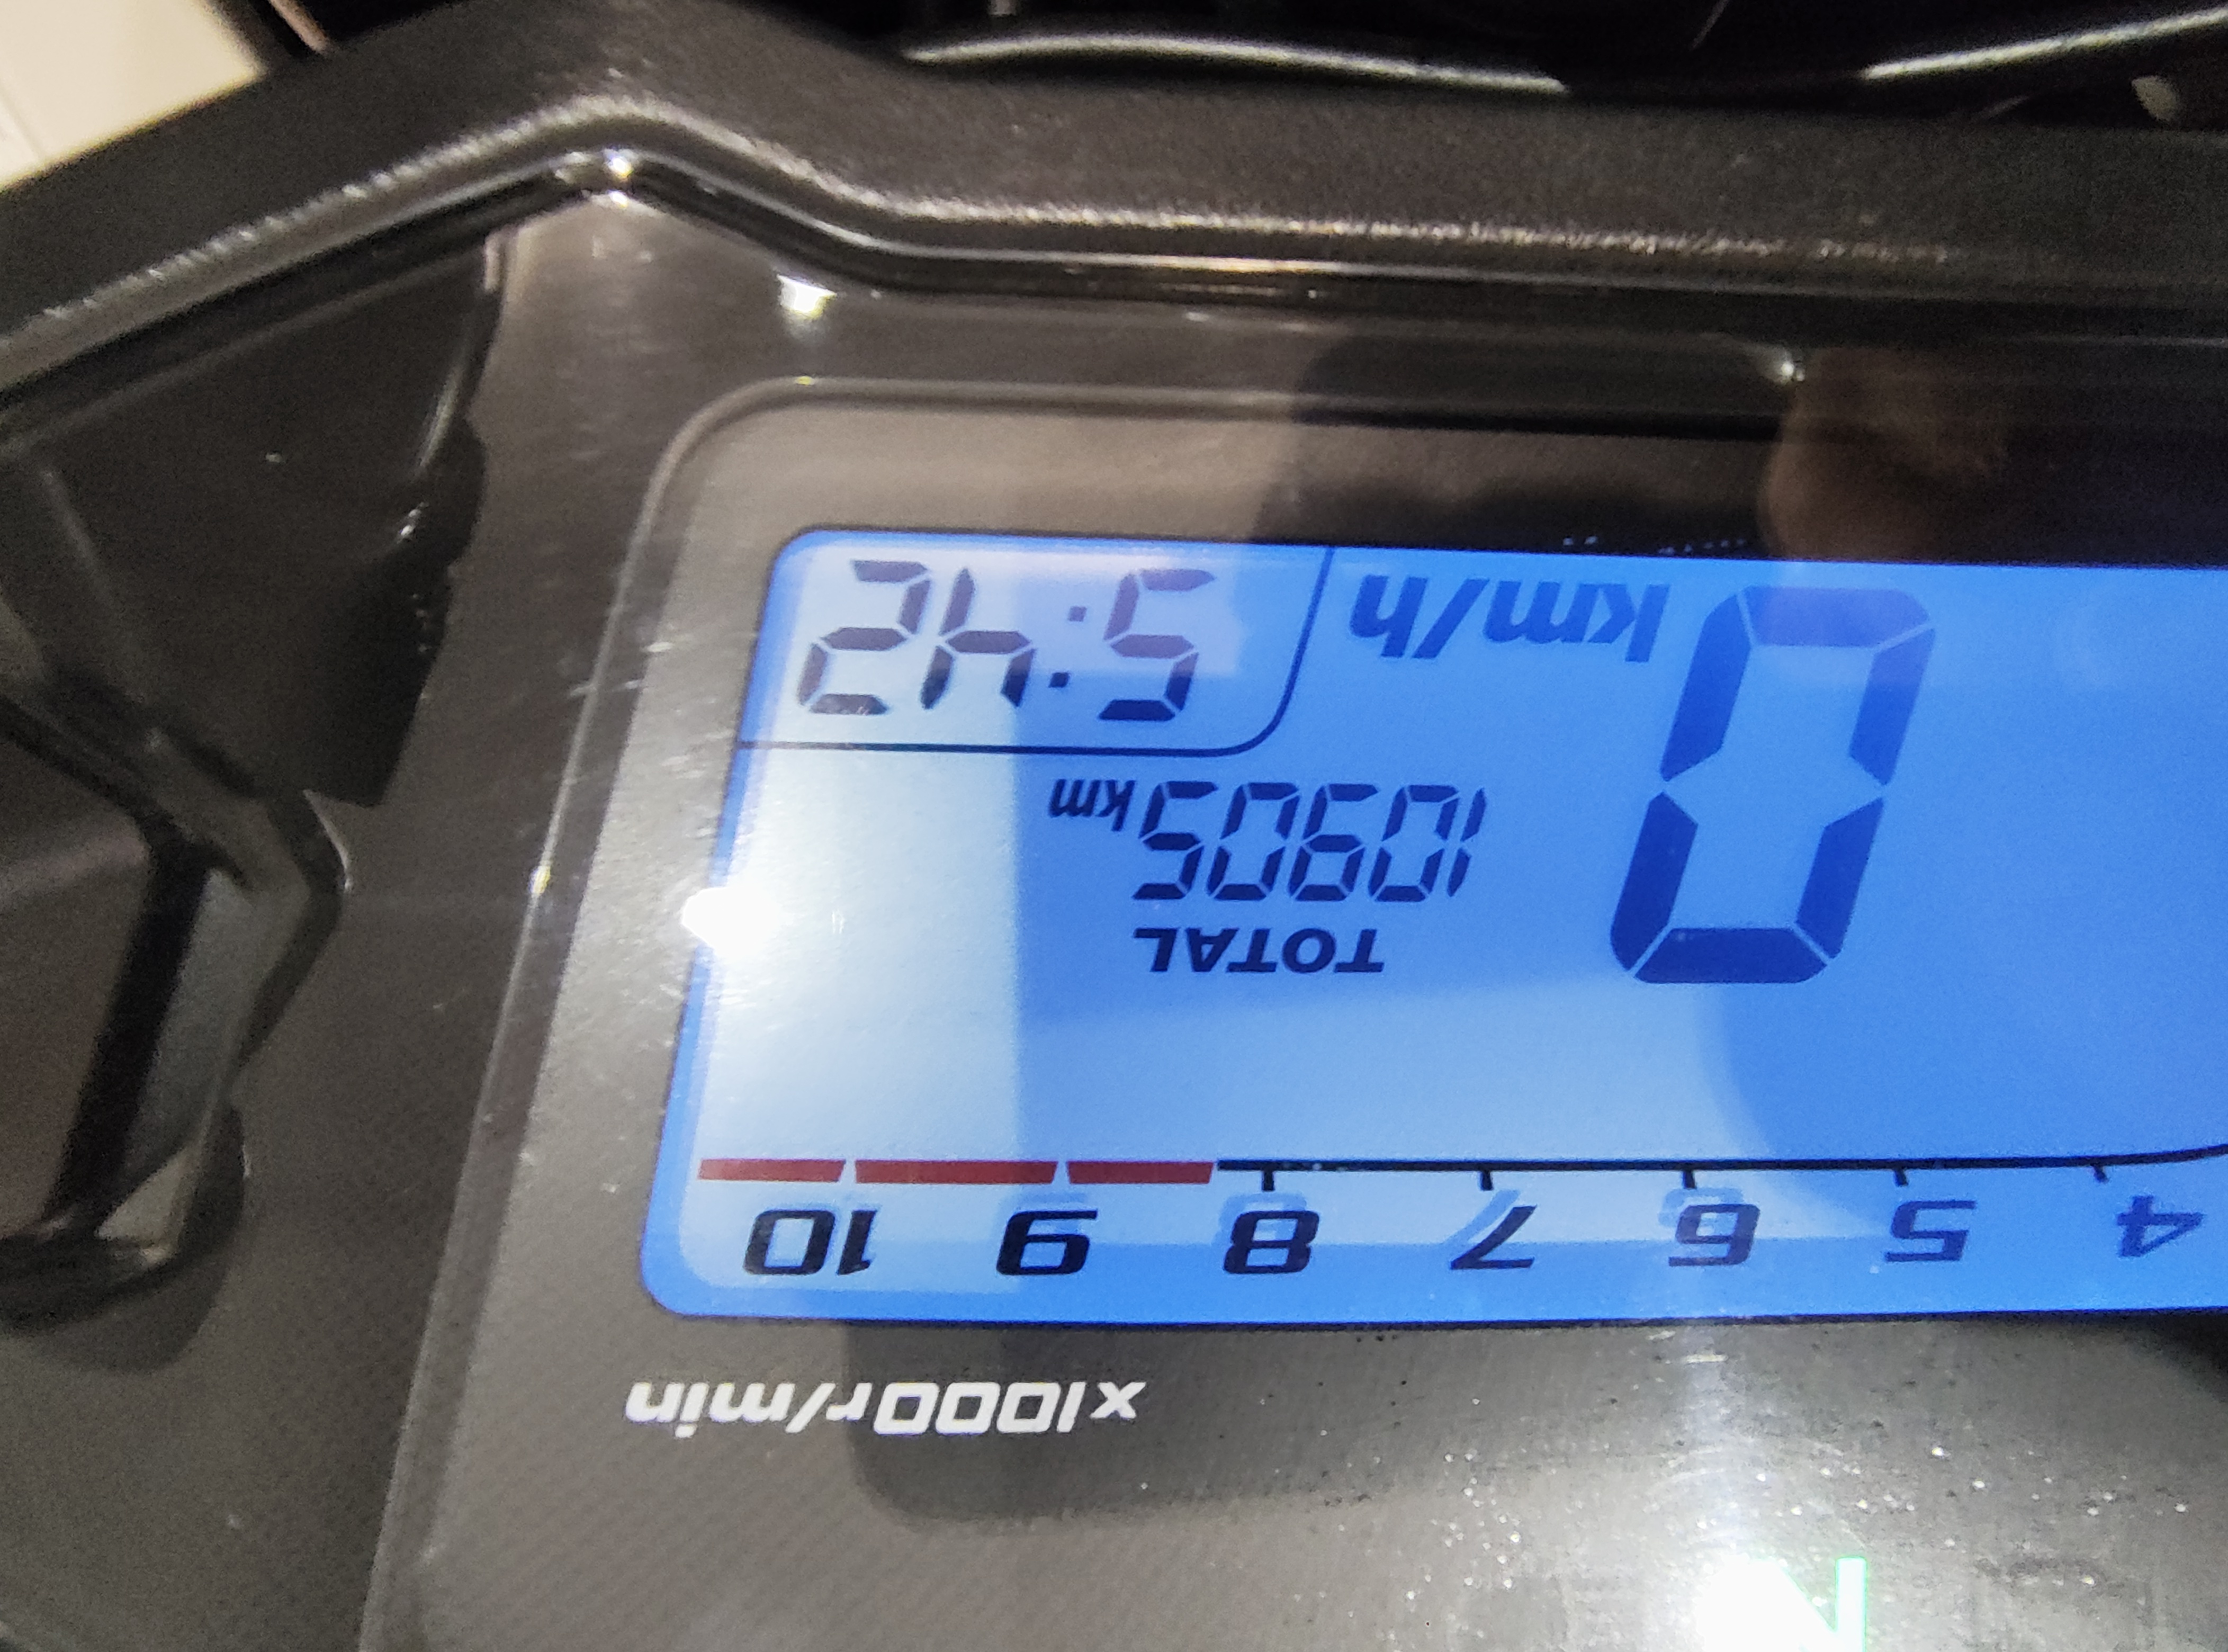 N
x1000r/min
4 5 6 7 8 9 10
TOTAL
10905 km
0 km/h
5:42